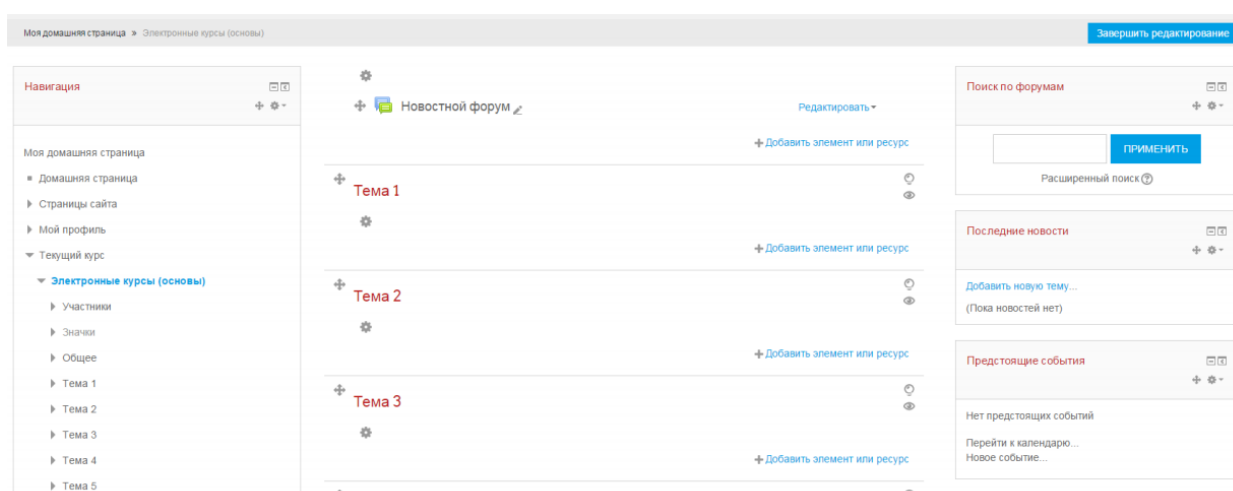 Моя домашняя страница » Электронные курсы (основы)
Завершить редактирование
Навигация
Моя домашняя страница
Домашняя страница
Страницы сайта
Мой профиль
Текущий курс
Электронные курсы (основы)
Участники
Значки
Общее
Тема 1
Тема 2
Тема 3
Тема 4
Тема 5
Новостной форум
Редактировать
Добавить элемент или ресурс
Тема 1
Добавить элемент или ресурс
Тема 2
Добавить элемент или ресурс
Тема 3
Добавить элемент или ресурс
Поиск по форумам
ПРИМЕНИТЬ
Расширенный поиск
Последние новости
Добавить новую тему...
(Пока новостей нет)
Предстоящие события
Нет предстоящих событий
Перейти к календарю...
Новое событие...